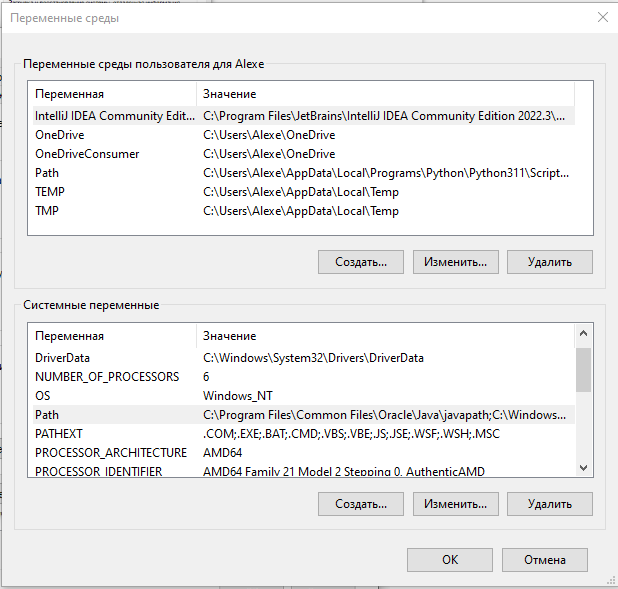 Переменные среды
Переменные среды пользователя для Alexe
Переменная Значение
IntelliJ IDEA Community Edit... C:\Program Files\JetBrains\IntelliJ IDEA Community Edition 2022.3\...
OneDrive C:\Users\Alexe\OneDrive
OneDriveConsumer C:\Users\Alexe\OneDrive
Path C:\Users\Alexe\AppData\Local\Programs\Python\Python311\Script...
TEMP C:\Users\Alexe\AppData\Local\Temp
TMP C:\Users\Alexe\AppData\Local\Temp
Создать... Изменить... Удалить
Системные переменные
Переменная Значение
DriverData C:\Windows\System32\Drivers\DriverData
NUMBER_OF_PROCESSORS 6
OS Windows_NT
Path C:\Program Files\Common Files\Oracle\Java\javapath;C:\Windows...
PATHEXT .COM;.EXE;.BAT;.CMD;.VBS;.VBE;.JS;.JSE;.WSF;.WSH;.MSC
PROCESSOR_ARCHITECTURE AMD64
PROCESSOR_IDENTIFIER AMD64 Family 21 Model 2 Stepping 0, AuthenticAMD
Создать... Изменить... Удалить
ОК Отмена